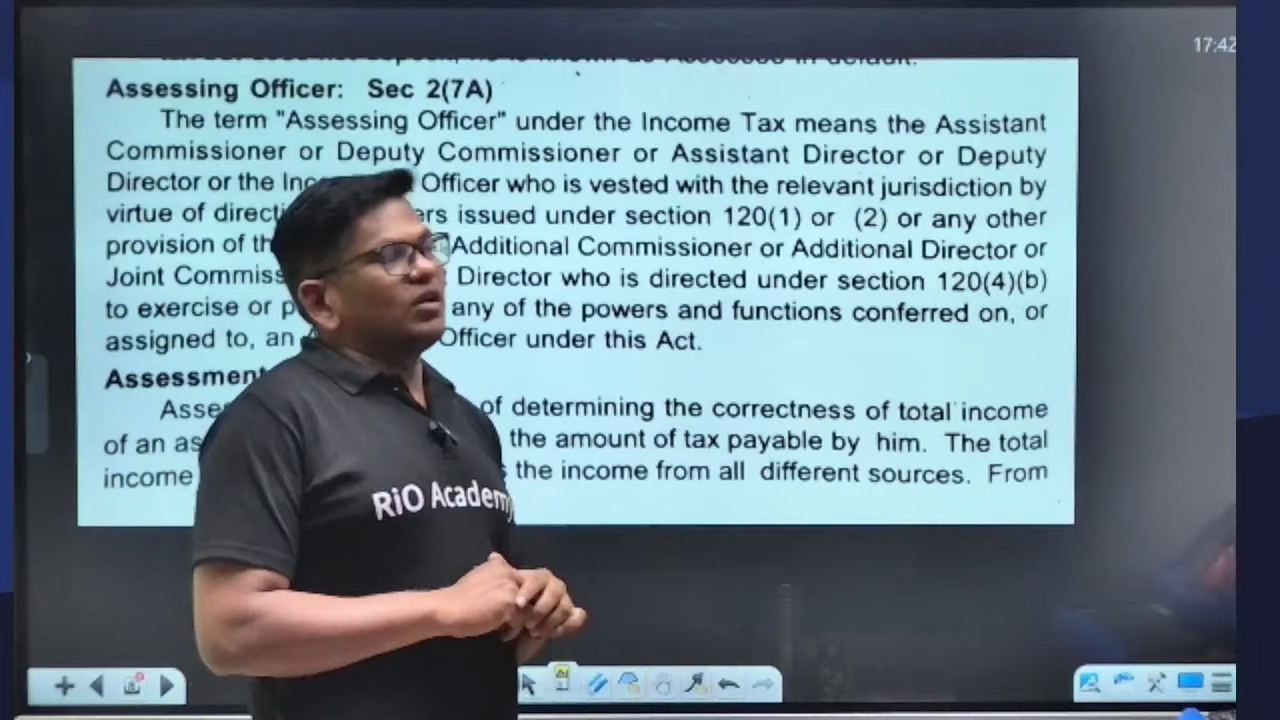 17:42
Assessing Officer: Sec 2(7A)
The term "Assessing Officer" under the Income Tax means the Assistant
Commissioner or Deputy Commissioner or Assistant Director or Deputy
Director or the Officer who is vested with the relevant jurisdiction by
virtue of issued under section 120(1) or (2) or any other
provision of Additional Commissioner or Additional Director or
Joint Director who is directed under section 120(4)(b)
to exercise or any of the powers and functions conferred on, or
assigned to, an Officer under this Act.
Assessment
of determining the correctness of total income
of an the amount of tax payable by him. The total
income the income from all different sources. From
RiO Academy